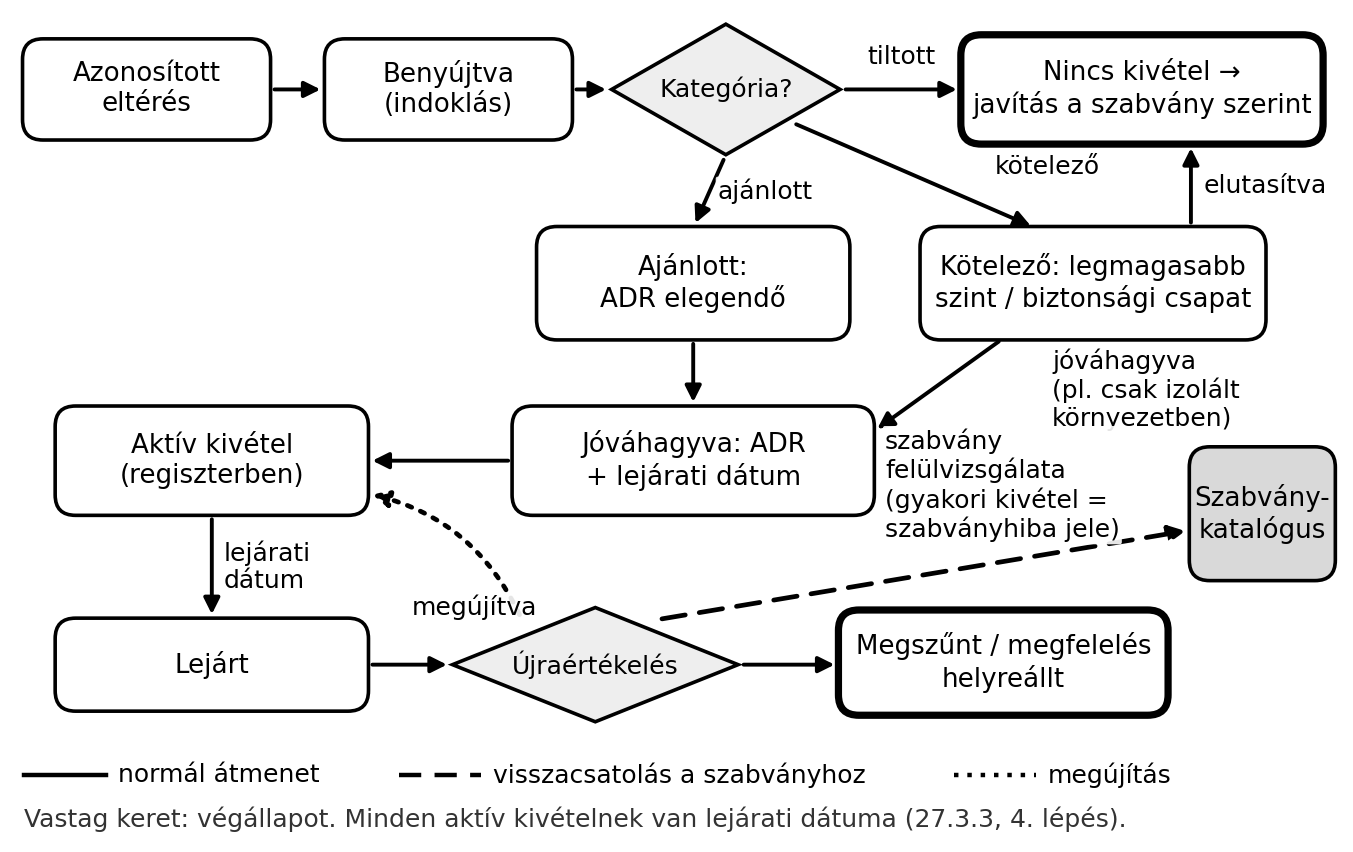 Azonosított
eltérés
Benyújtva
(indoklás)
Kategória?
tiltott
Nincs kivétel →
javítás a szabvány szerint
ajánlott
kötelező
elutasítva
Ajánlott:
ADR elegendő
Kötelező: legmagasabb
szint / biztonsági csapat
jóváhagyva
(pl. csak izolált
környezetben)
Aktív kivétel
(regiszterben)
Jóváhagyva: ADR
+ lejárati dátum
szabvány
felülvizsgálata
(gyakori kivétel =
szabványhiba jele)
Szabvány-
katalógus
lejárati
dátum
megújítva
Lejárt
Újraértékelés
Megszűnt / megfelelés
helyreállt
normál átmenet
visszacsatolás a szabványhoz
megújítás
Vastag keret: végállapot. Minden aktív kivételnek van lejárati dátuma (27.3.3, 4. lépés).